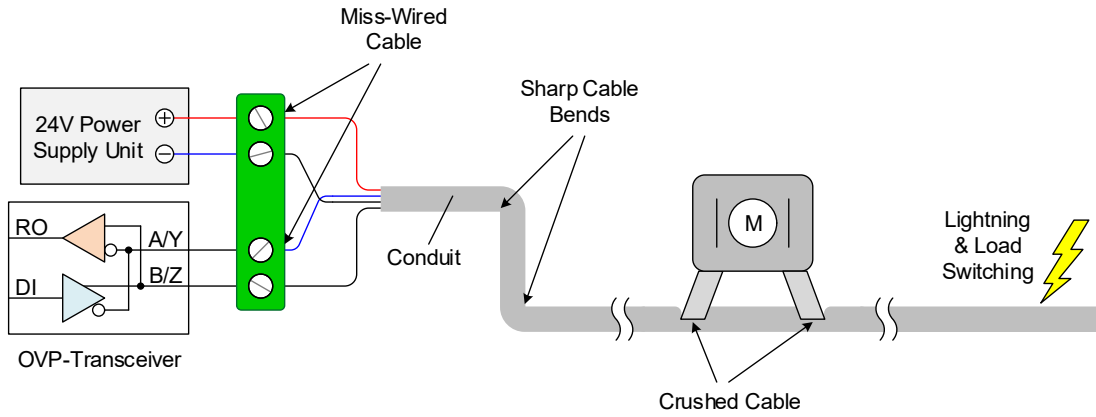 Miss-Wired
Cable
Sharp Cable
Bends
24V Power
Supply Unit
+
−
RO
A/Y
DI
B/Z
OVP-Transceiver
Conduit
M
Lightning
& Load
Switching
Crushed Cable